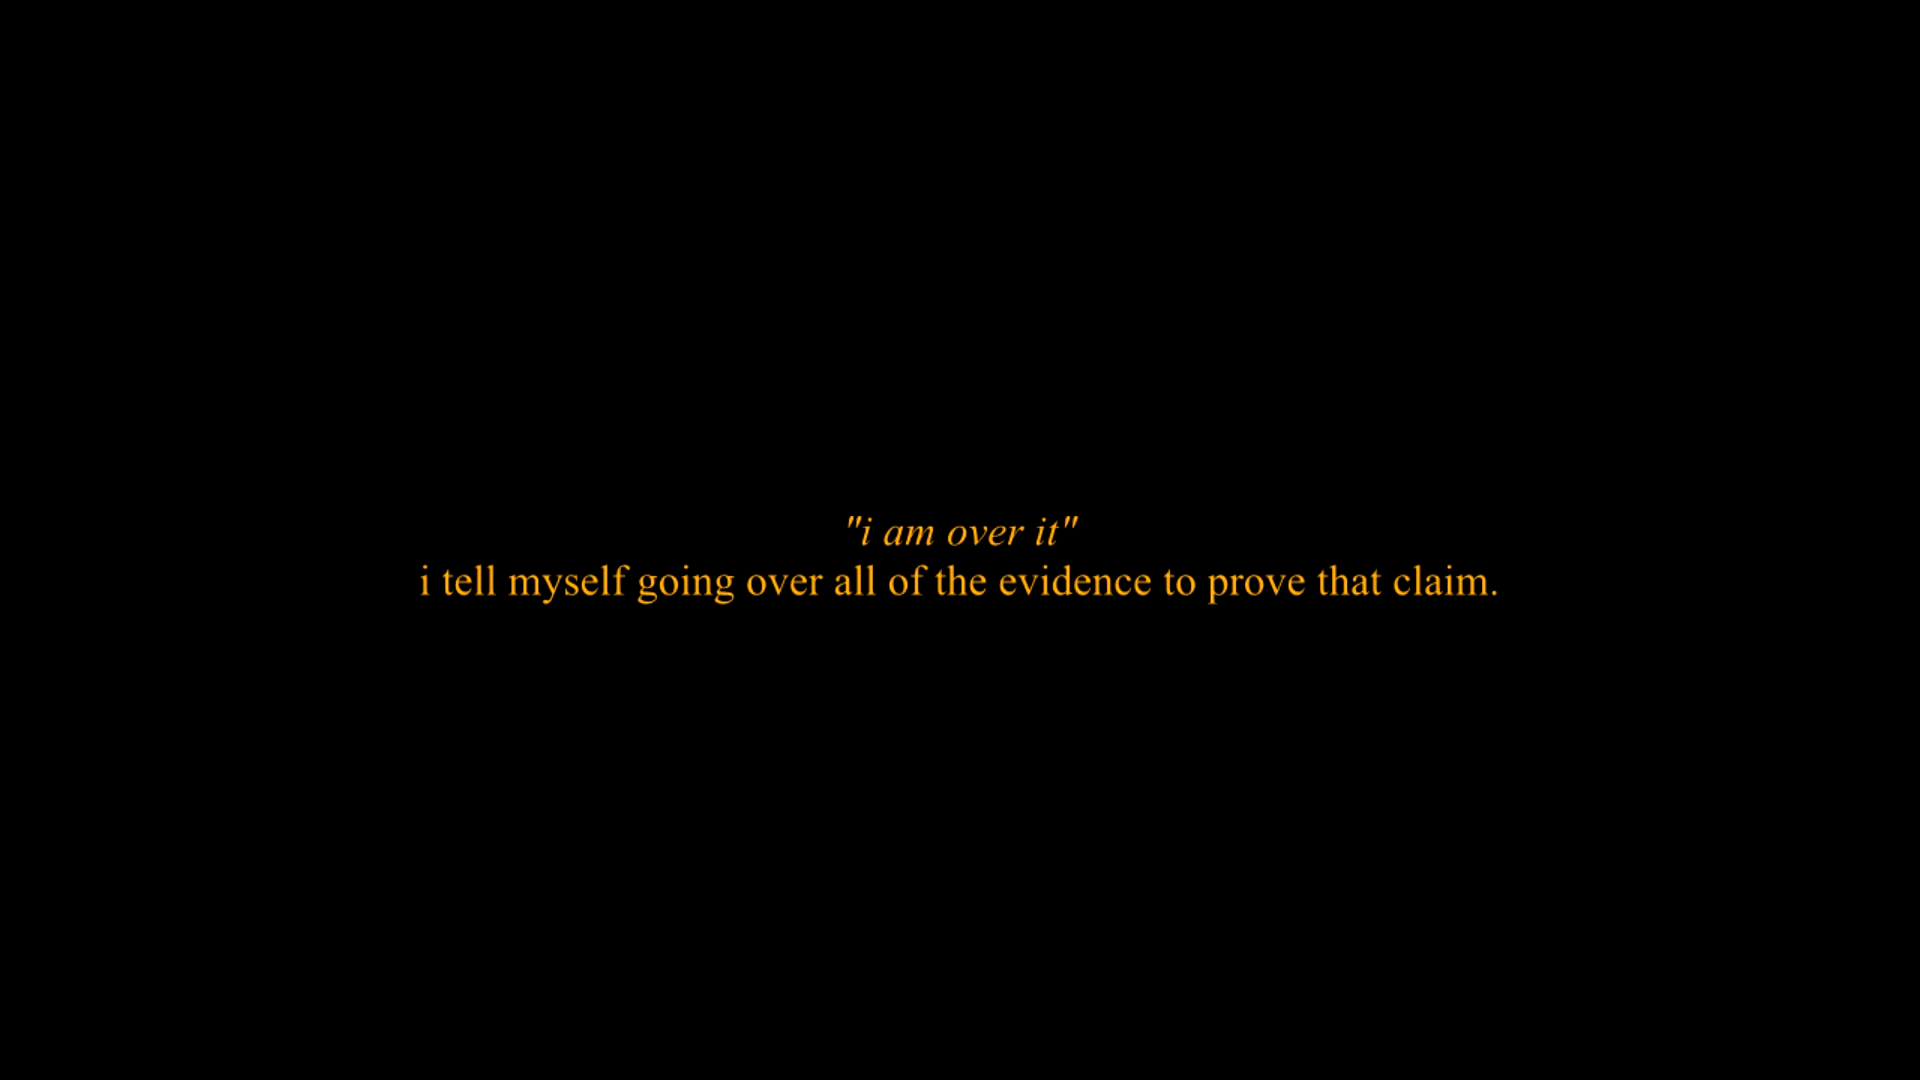 "i am over it"
i tell myself going over all of the evidence to prove that claim.